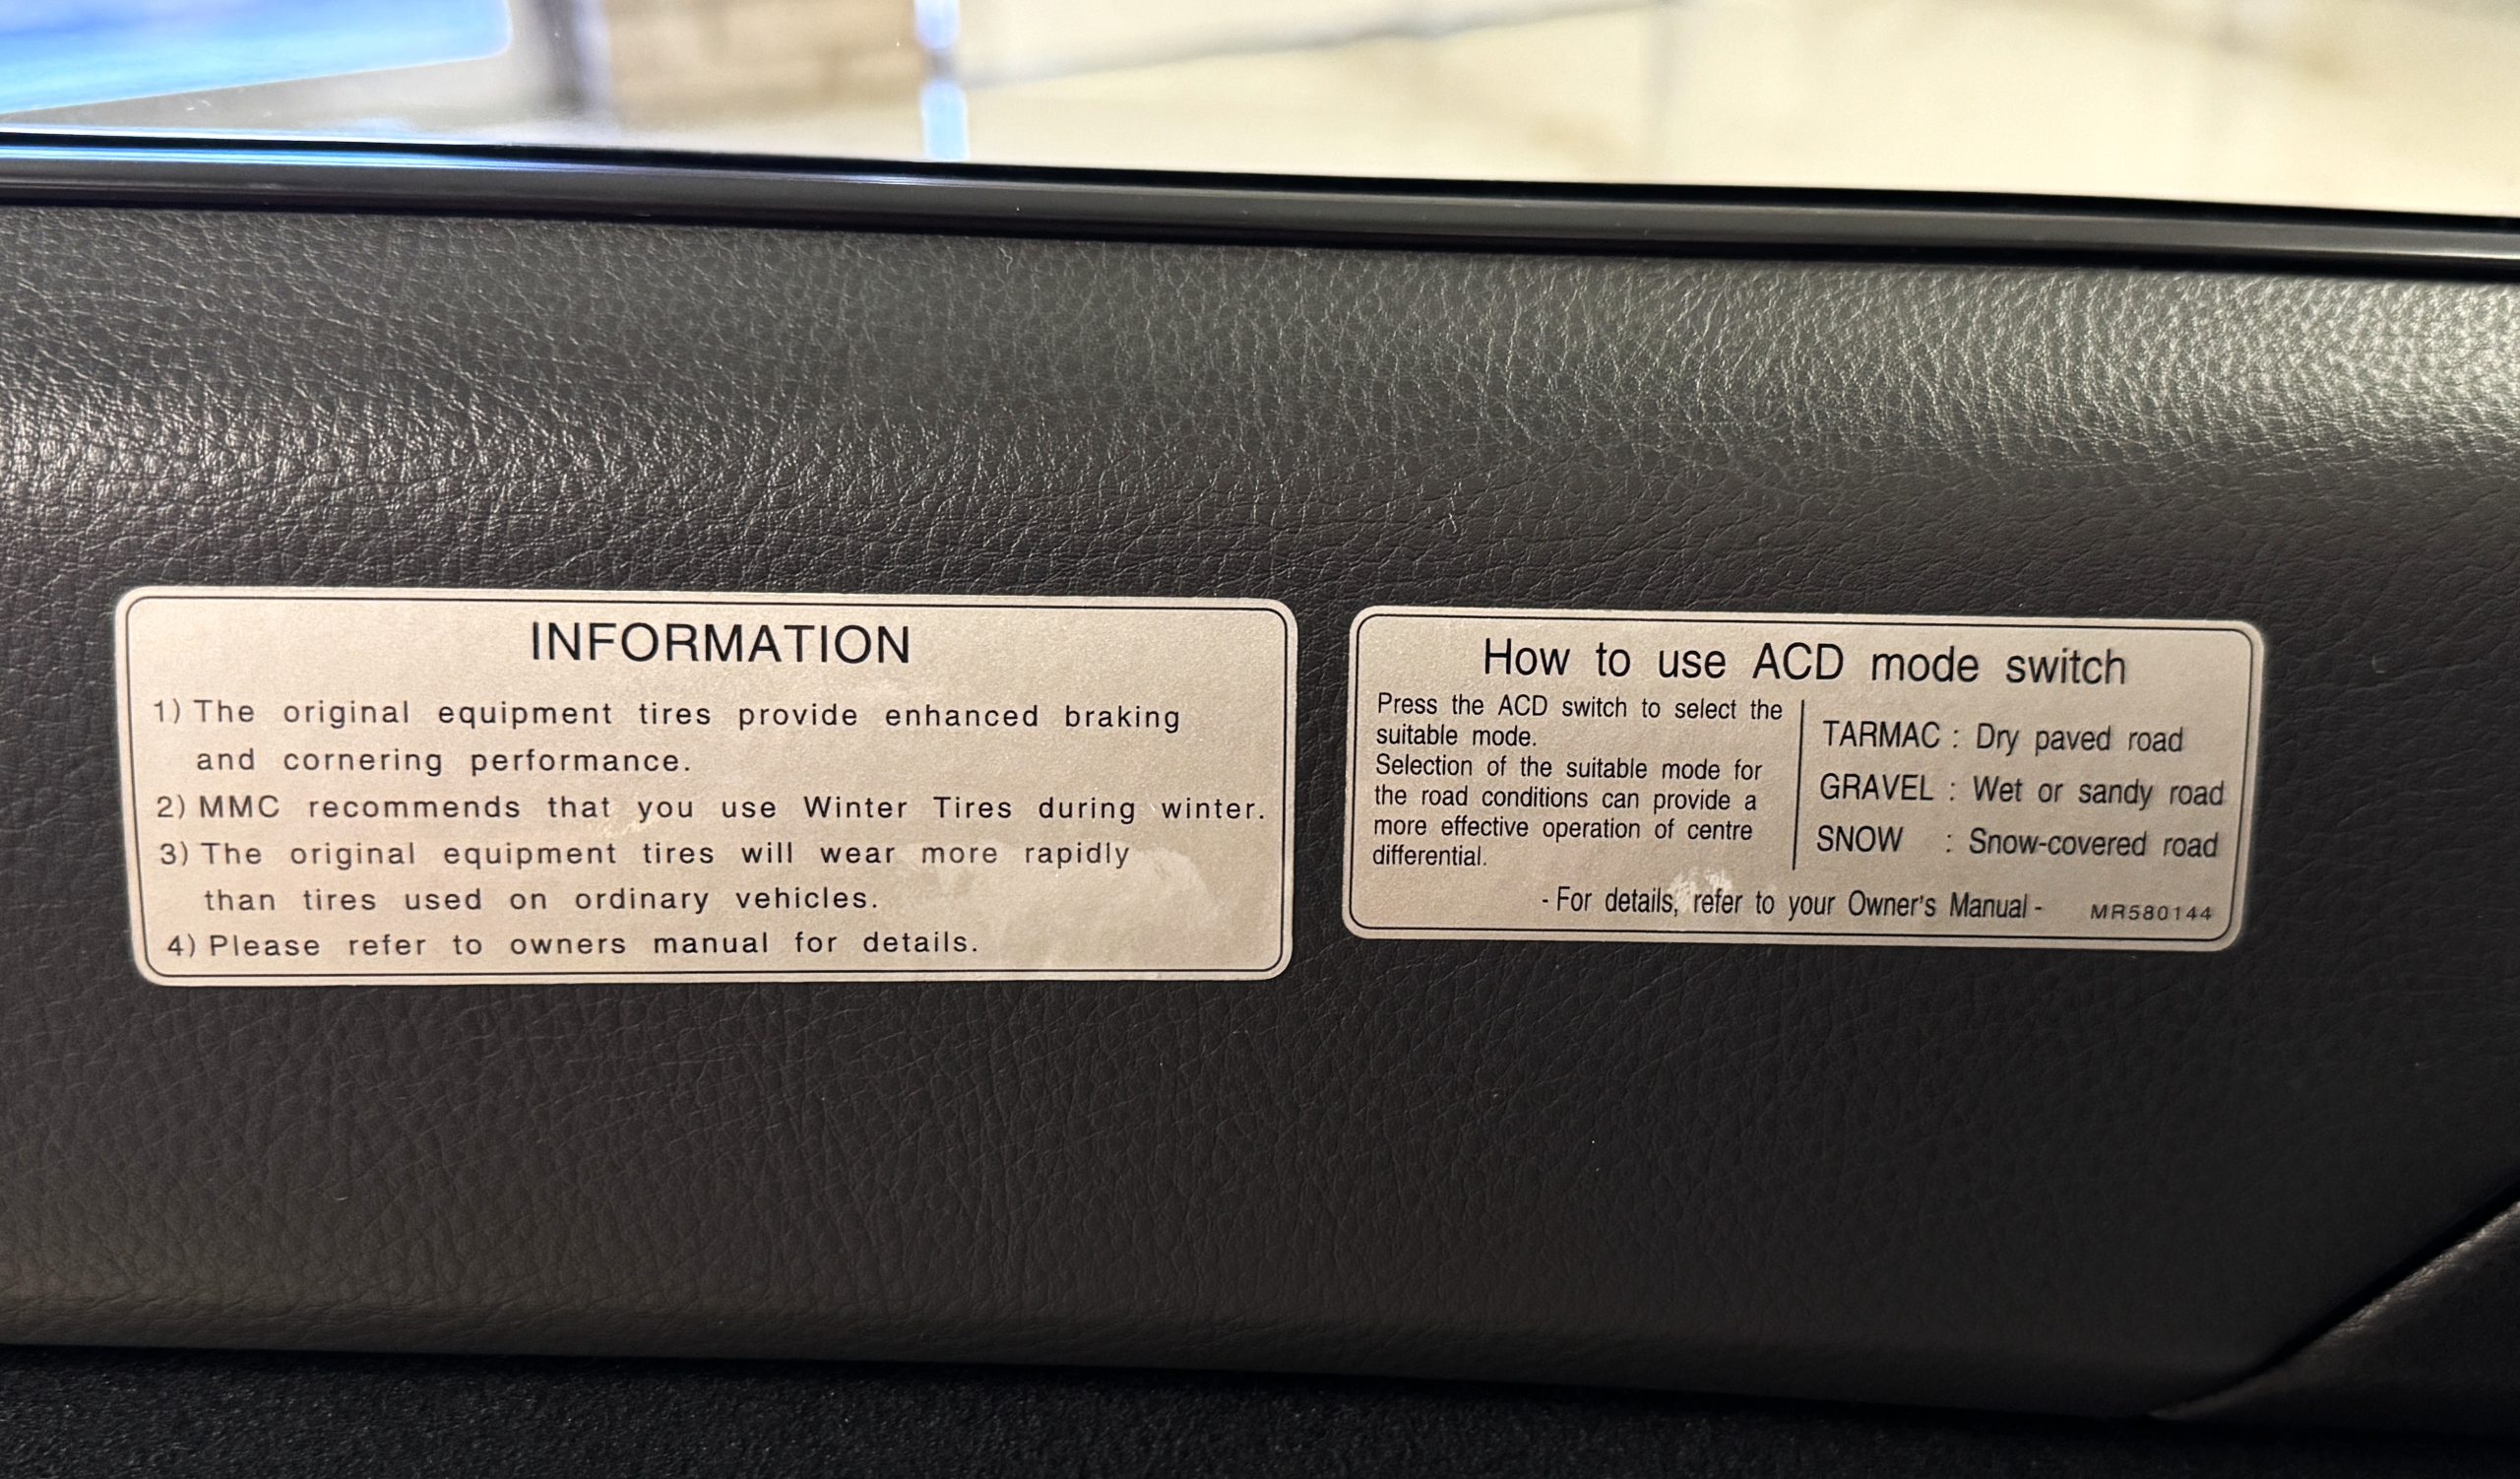 INFORMATION
1) The original equipment tires provide enhanced braking
and cornering performance.
2) MMC recommends that you use Winter Tires during winter.
3) The original equipment tires will wear more rapidly
than tires used on ordinary vehicles.
4) Please refer to owners manual for details.
How to use ACD mode switch
Press the ACD switch to select the
suitable mode.
Selection of the suitable mode for
the road conditions can provide a
more effective operation of centre
differential.
TARMAC : Dry paved road
GRAVEL : Wet or sandy road
SNOW : Snow-covered road
- For details, refer to your Owner's Manual -
MR580144